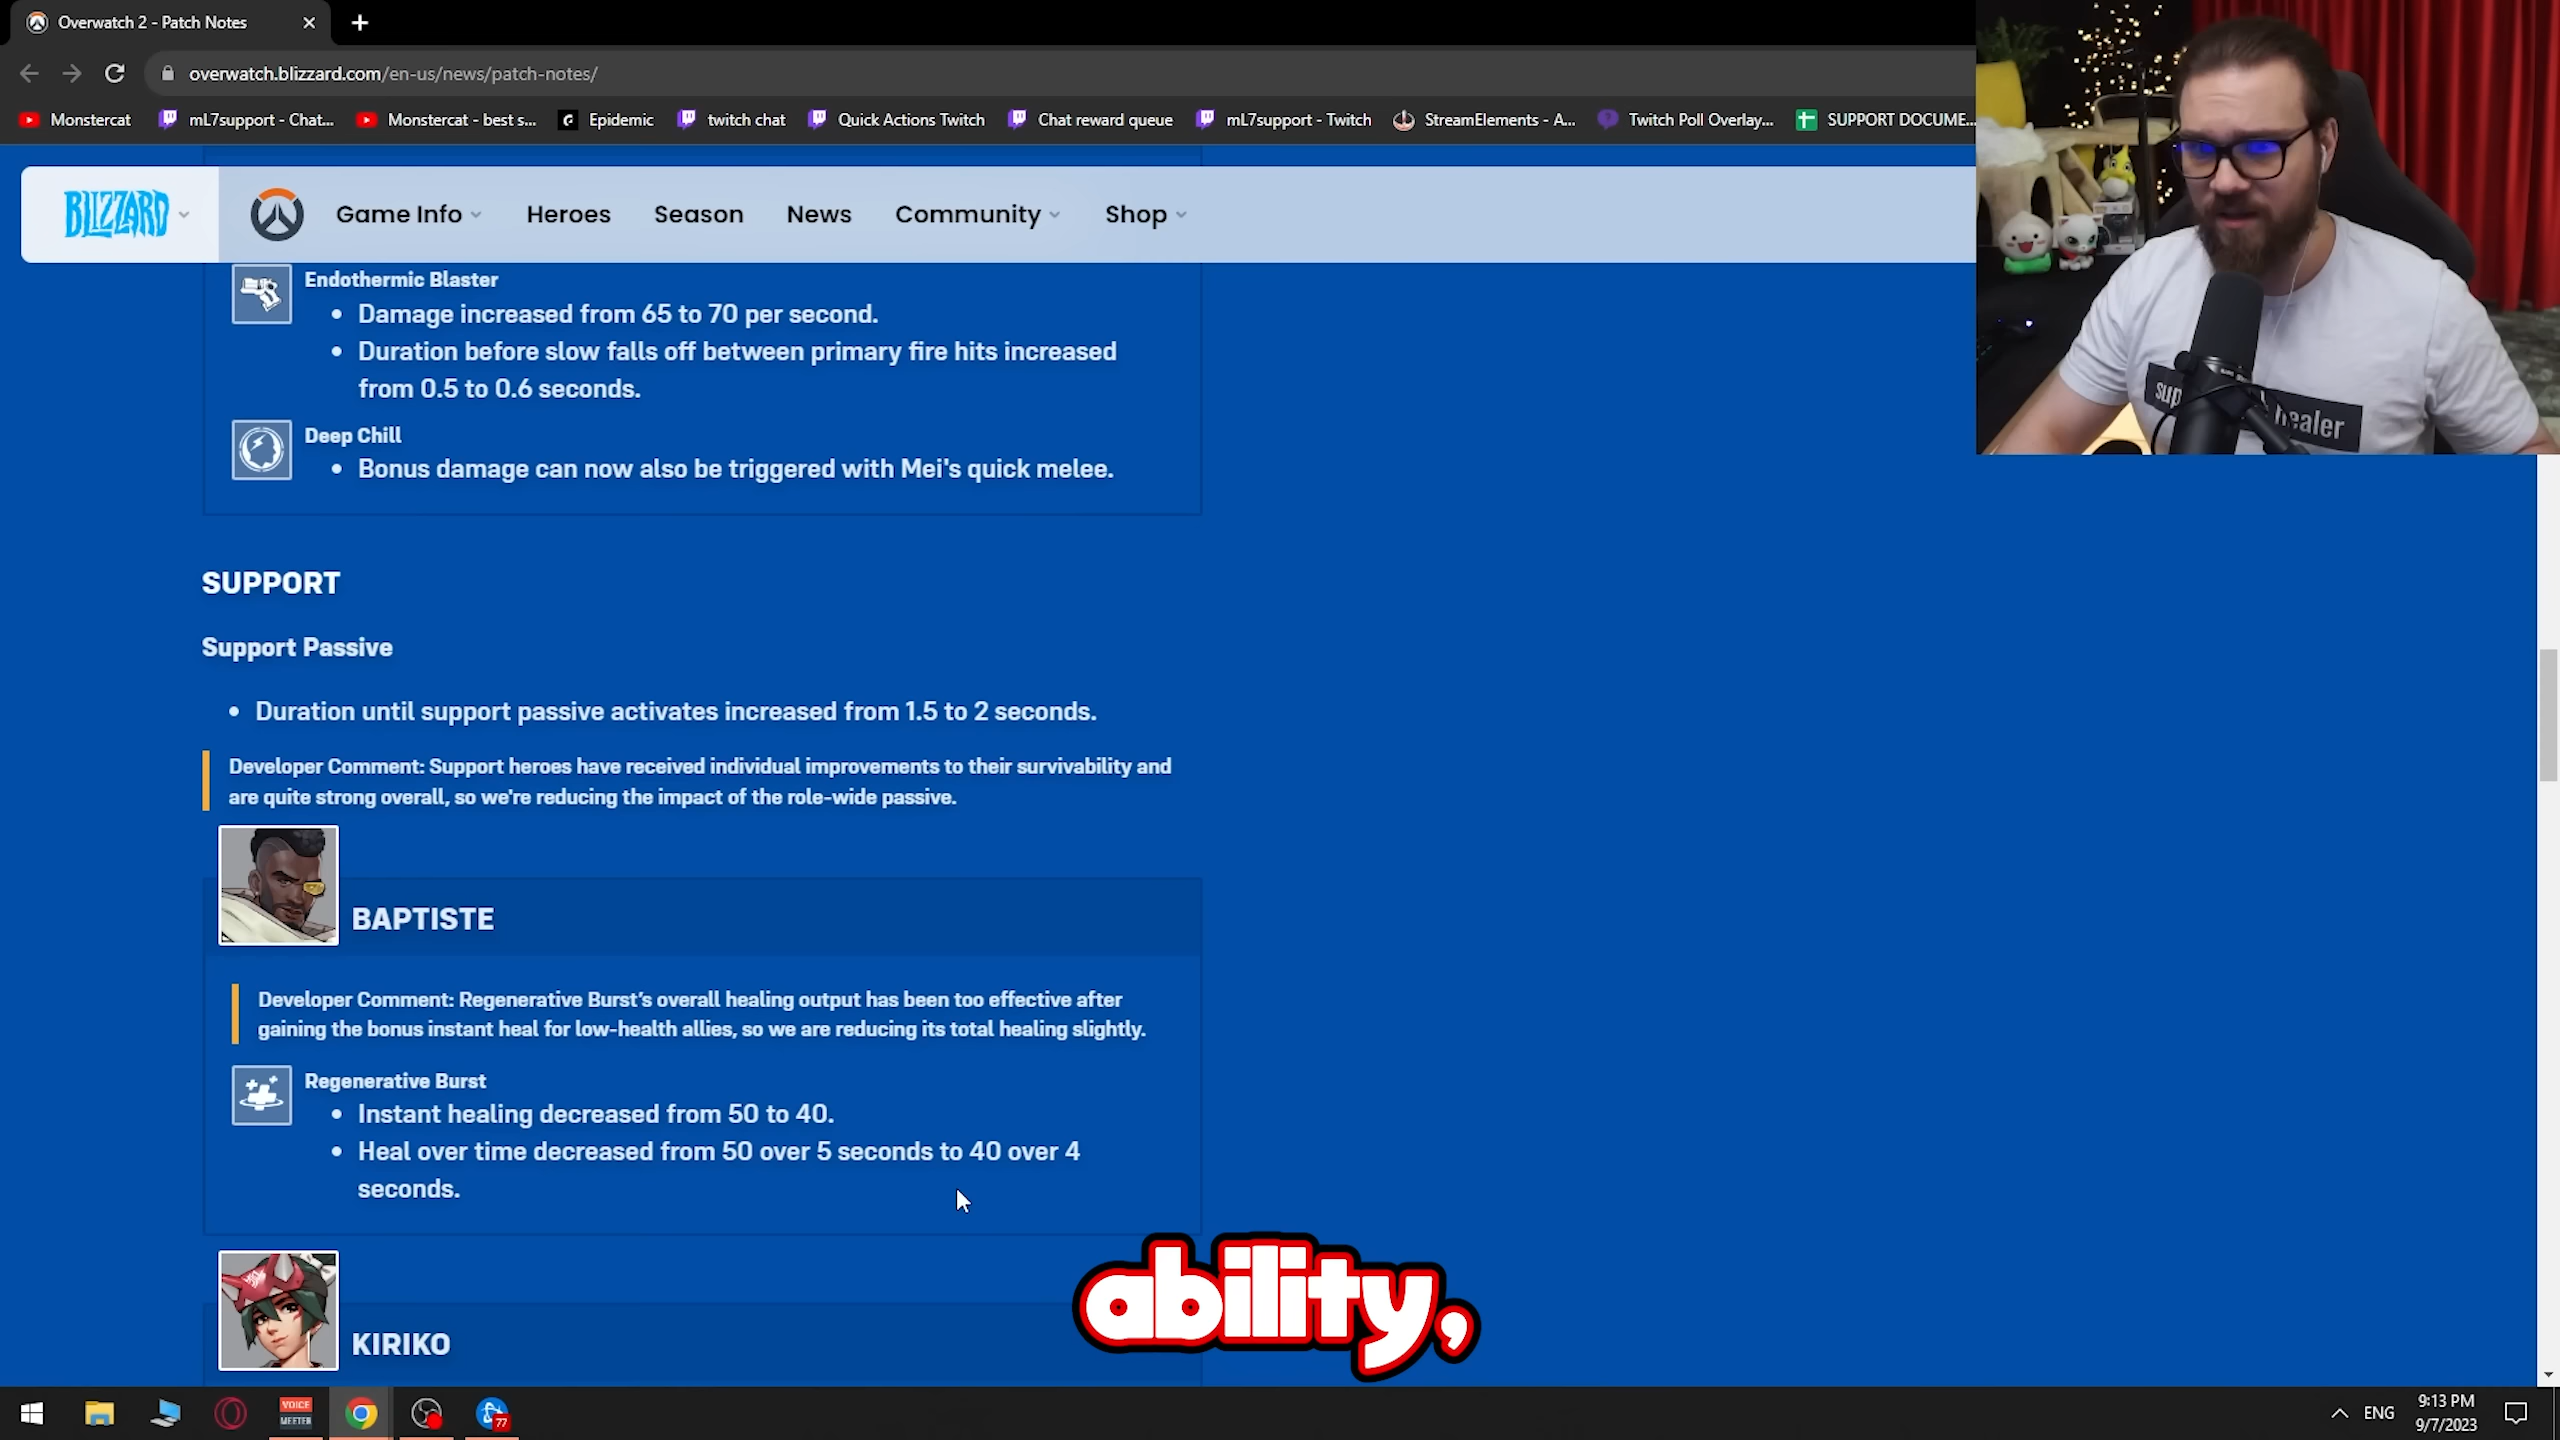 Overwatch 2 - Patch Notes
overwatch.blizzard.com/en-us/news/patch-notes/
Monstercat mL7support - Chat... Monstercat - best s... Epidemic twitch chat Quick Actions Twitch Chat reward queue mL7support - Twitch StreamElements - A... Twitch Poll Overlay... SUPPORT DOCUME...
BLIZZARD Game Info Heroes Season News Community Shop
Endothermic Blaster
• Damage increased from 65 to 70 per second.
• Duration before slow falls off between primary fire hits increased
from 0.5 to 0.6 seconds.
Deep Chill
• Bonus damage can now also be triggered with Mei's quick melee.
sup healer
SUPPORT
Support Passive
• Duration until support passive activates increased from 1.5 to 2 seconds.
Developer Comment: Support heroes have received individual improvements to their survivability and
are quite strong overall, so we're reducing the impact of the role-wide passive.
BAPTISTE
Developer Comment: Regenerative Burst's overall healing output has been too effective after
gaining the bonus instant heal for low-health allies, so we are reducing its total healing slightly.
Regenerative Burst
• Instant healing decreased from 50 to 40.
• Heal over time decreased from 50 over 5 seconds to 40 over 4
seconds.
ability,
KIRIKO
VOICE
MEETER
77
ENG
9:13 PM
9/7/2023